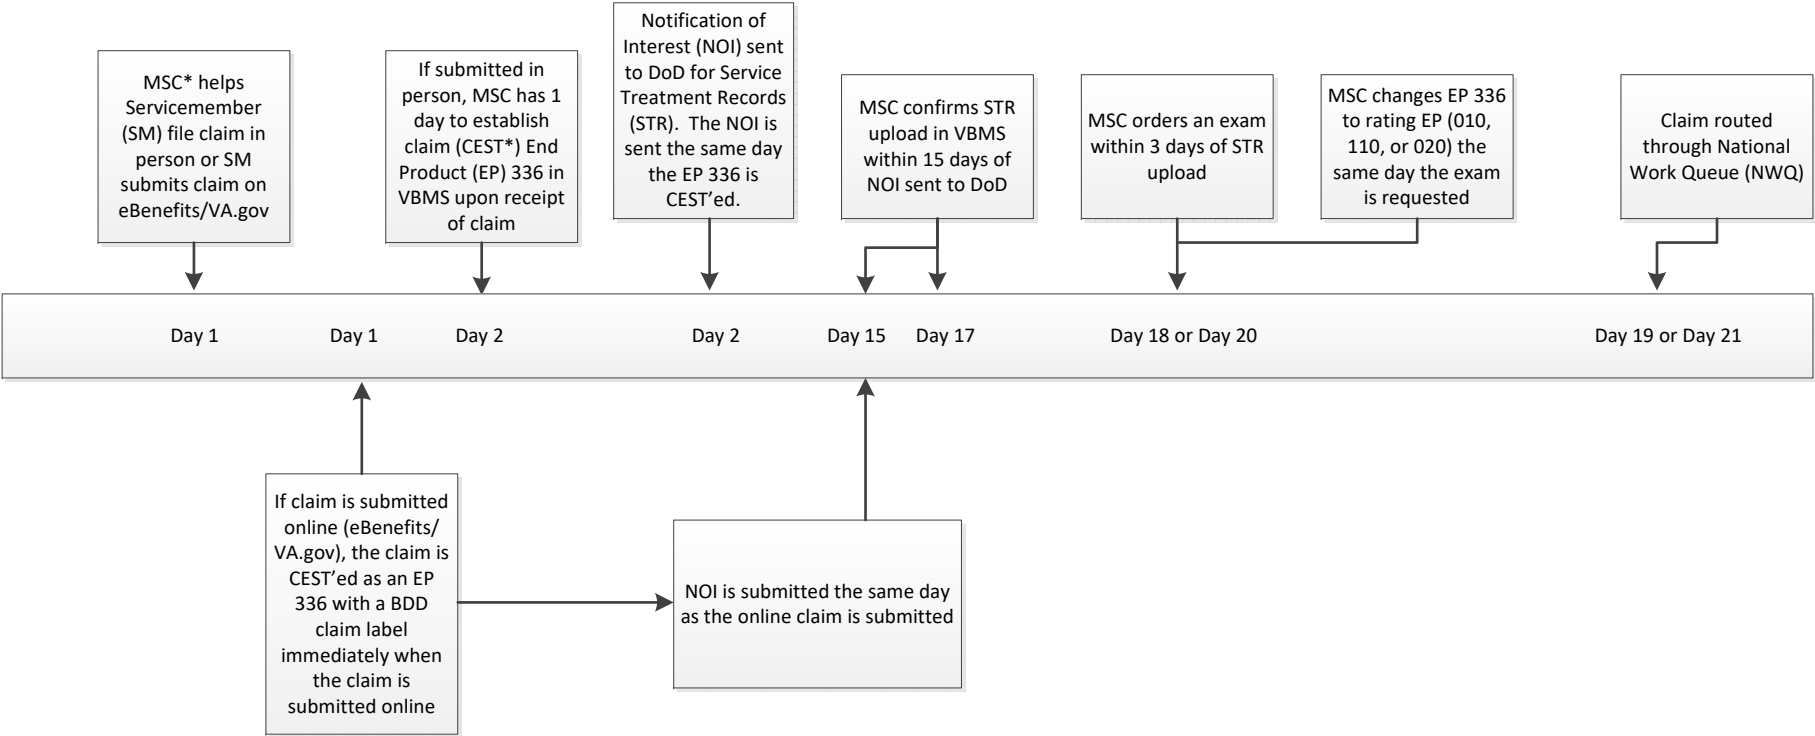 MSC* helps
Servicemember
(SM) file claim in
person or SM
submits claim on
eBenefits/VA.gov
If submitted in
person, MSC has 1
day to establish
claim (CEST*) End
Product (EP) 336 in
VBMS upon receipt
of claim
Notification of
Interest (NOI) sent
to DoD for Service
Treatment Records
(STR).  The NOI is
sent the same day
the EP 336 is
CEST’ed.
MSC confirms STR
upload in VBMS
within 15 days of
NOI sent to DoD
MSC orders an exam
within 3 days of STR
upload
MSC changes EP 336
to rating EP (010,
110, or 020) the
same day the exam
is requested
Claim routed
through National
Work Queue (NWQ)
Day 1
Day 1
Day 2
Day 2
Day 15
Day 17
Day 18 or Day 20
Day 19 or Day 21
If claim is submitted
online (eBenefits/
VA.gov), the claim is
CEST’ed as an EP
336 with a BDD
claim label
immediately when
the claim is
submitted online
NOI is submitted the same day
as the online claim is submitted